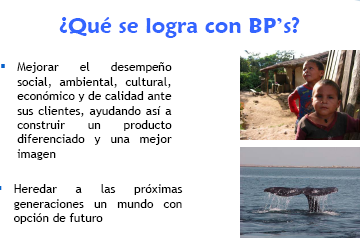 ¿Qué se logra con BP's?
Mejorar el desempeño
social, ambiental, cultural,
económico y de calidad ante
sus clientes, ayudando así a
construir un producto
diferenciado y una mejor
imagen
Heredar a las próximas
generaciones un mundo con
opción de futuro